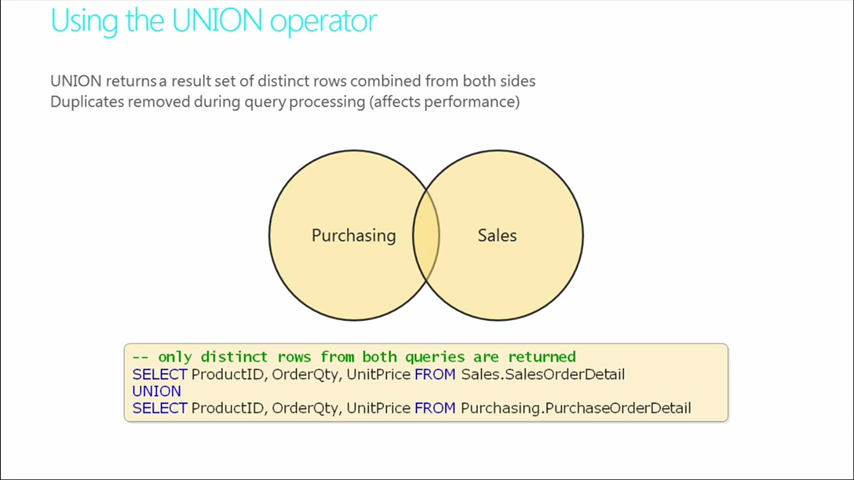 Using the UNION operator
UNION returns a result set of distinct rows combined from both sides
Duplicates removed during query processing (affects performance)
Purchasing
Sales
-- only distinct rows from both queries are returned
SELECT ProductID, OrderQty, UnitPrice FROM Sales.SalesOrderDetail
UNION
SELECT ProductID, OrderQty, UnitPrice FROM Purchasing.PurchaseOrderDetail